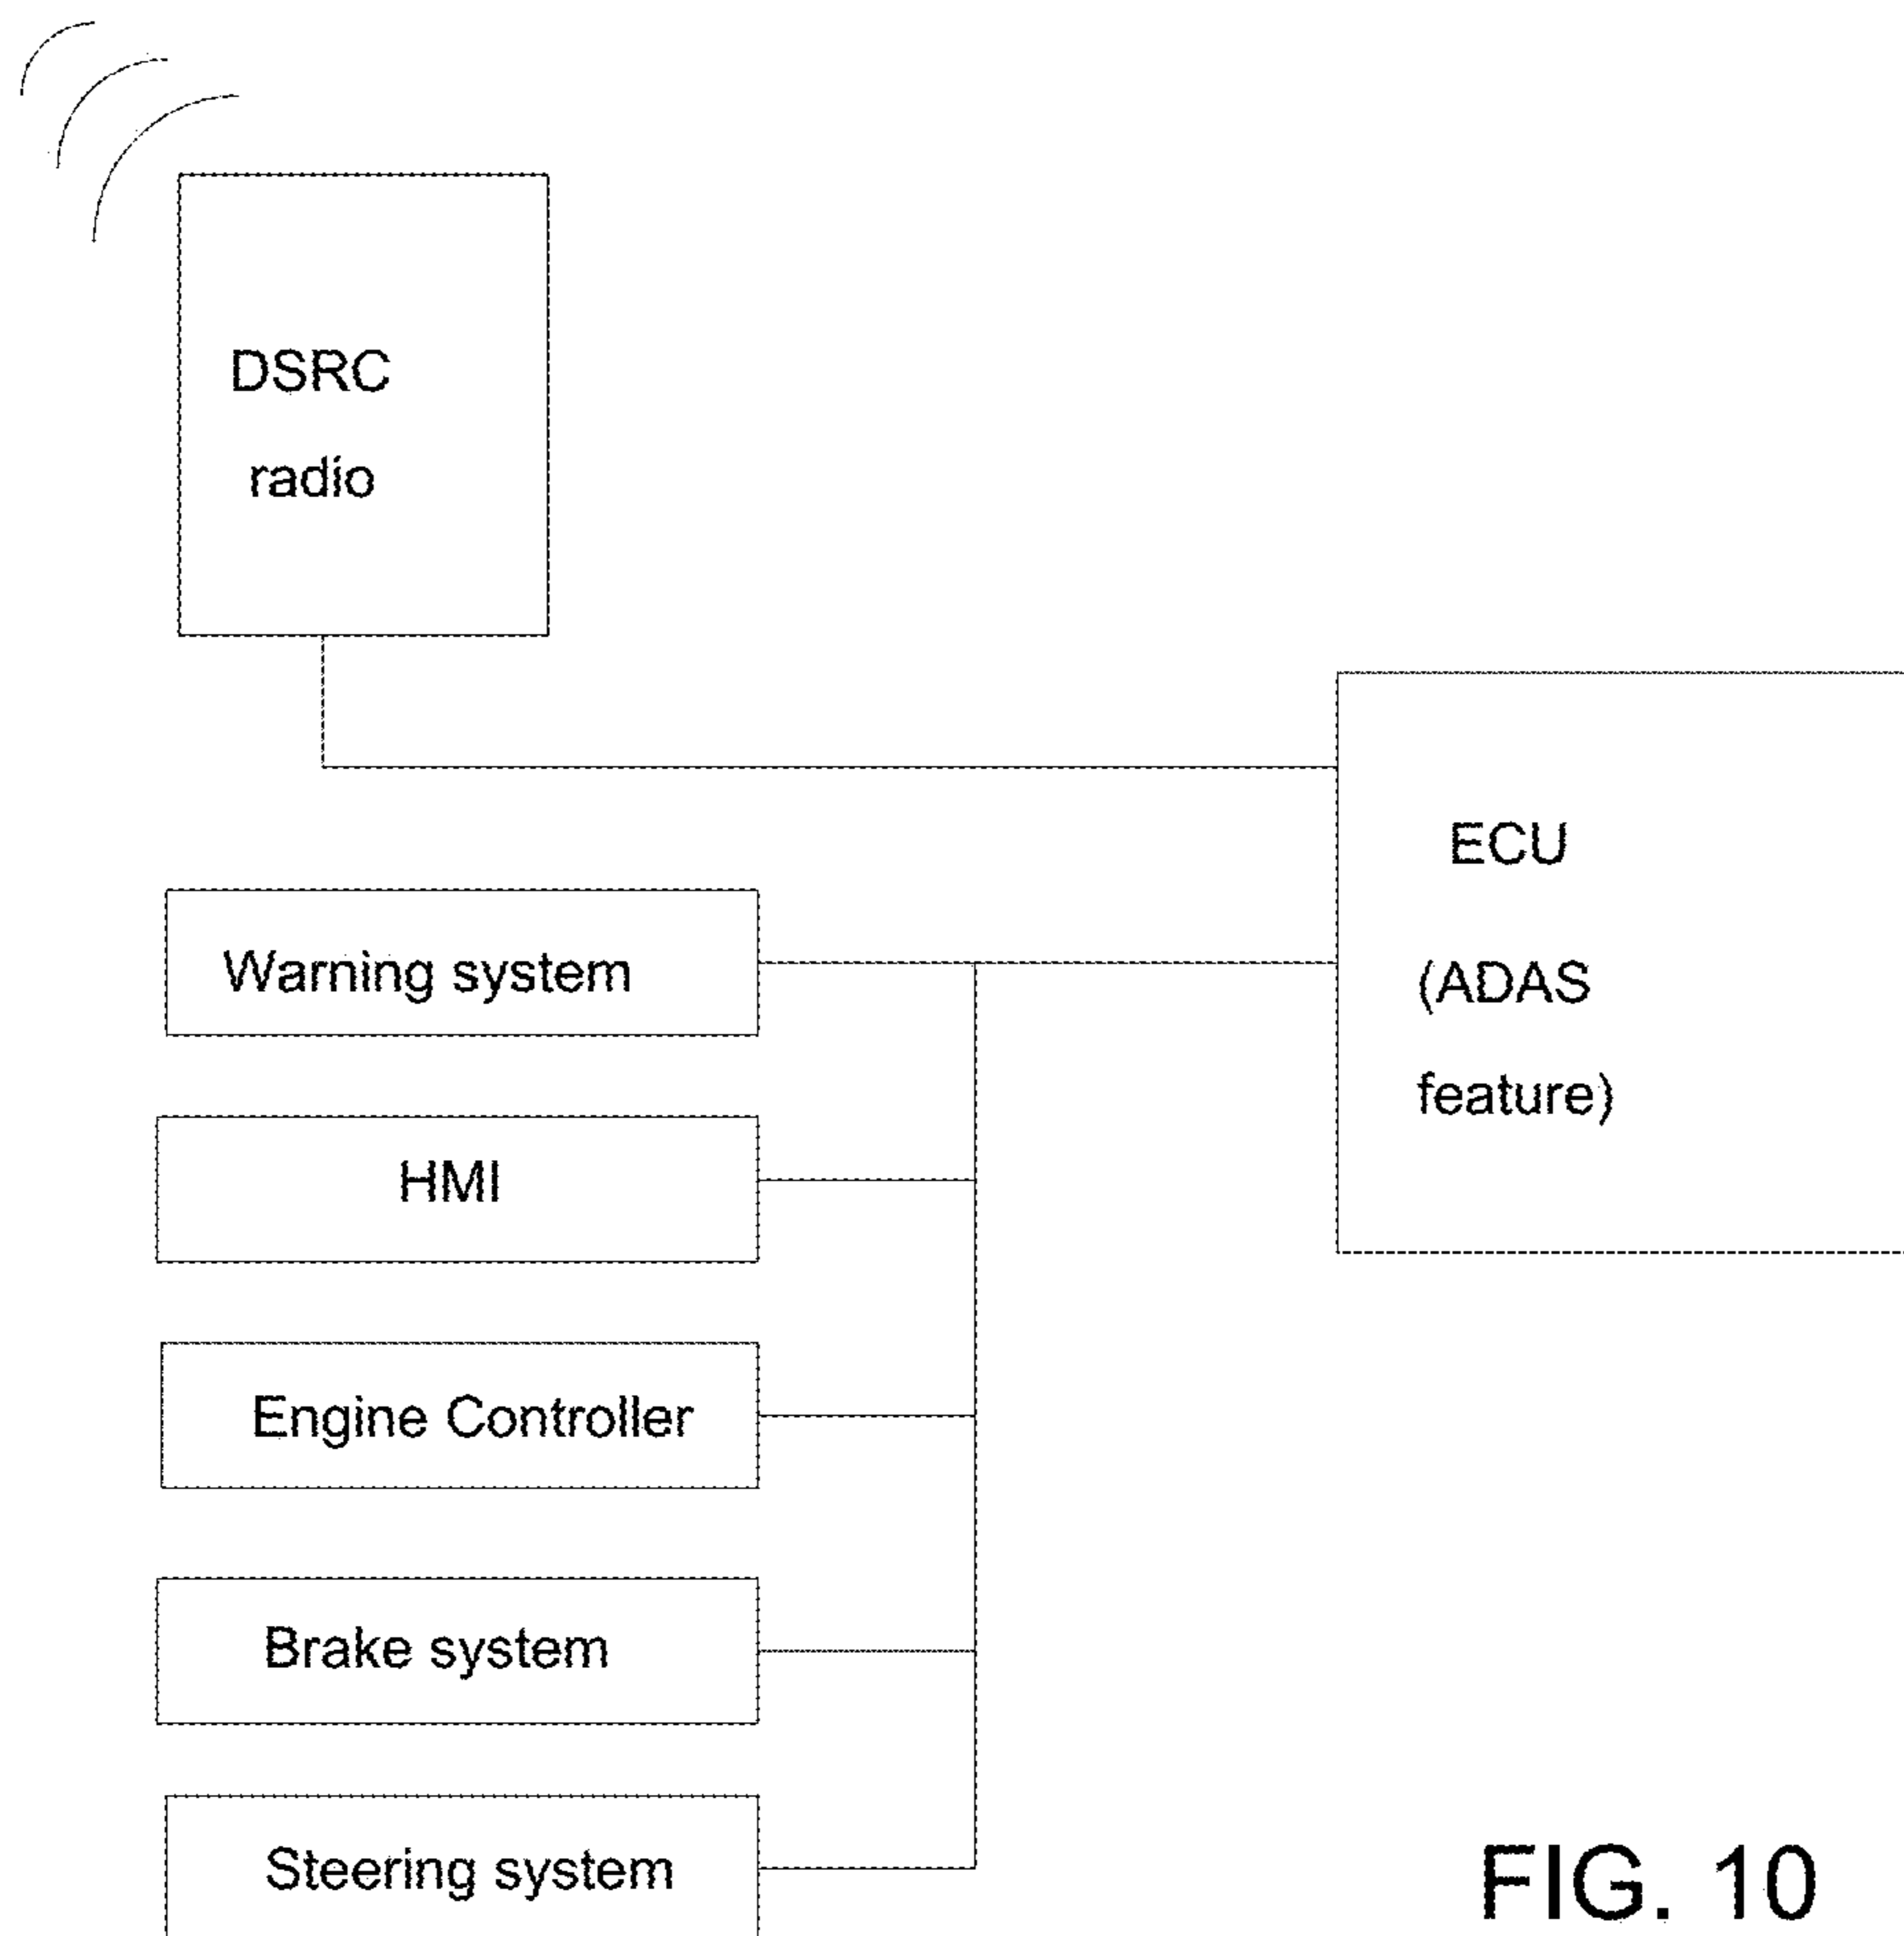 DSRC
radio
ECU
(ADAS
feature)
Warning system
HMI
Engine Controller
Brake system
Steering system
FIG. 10